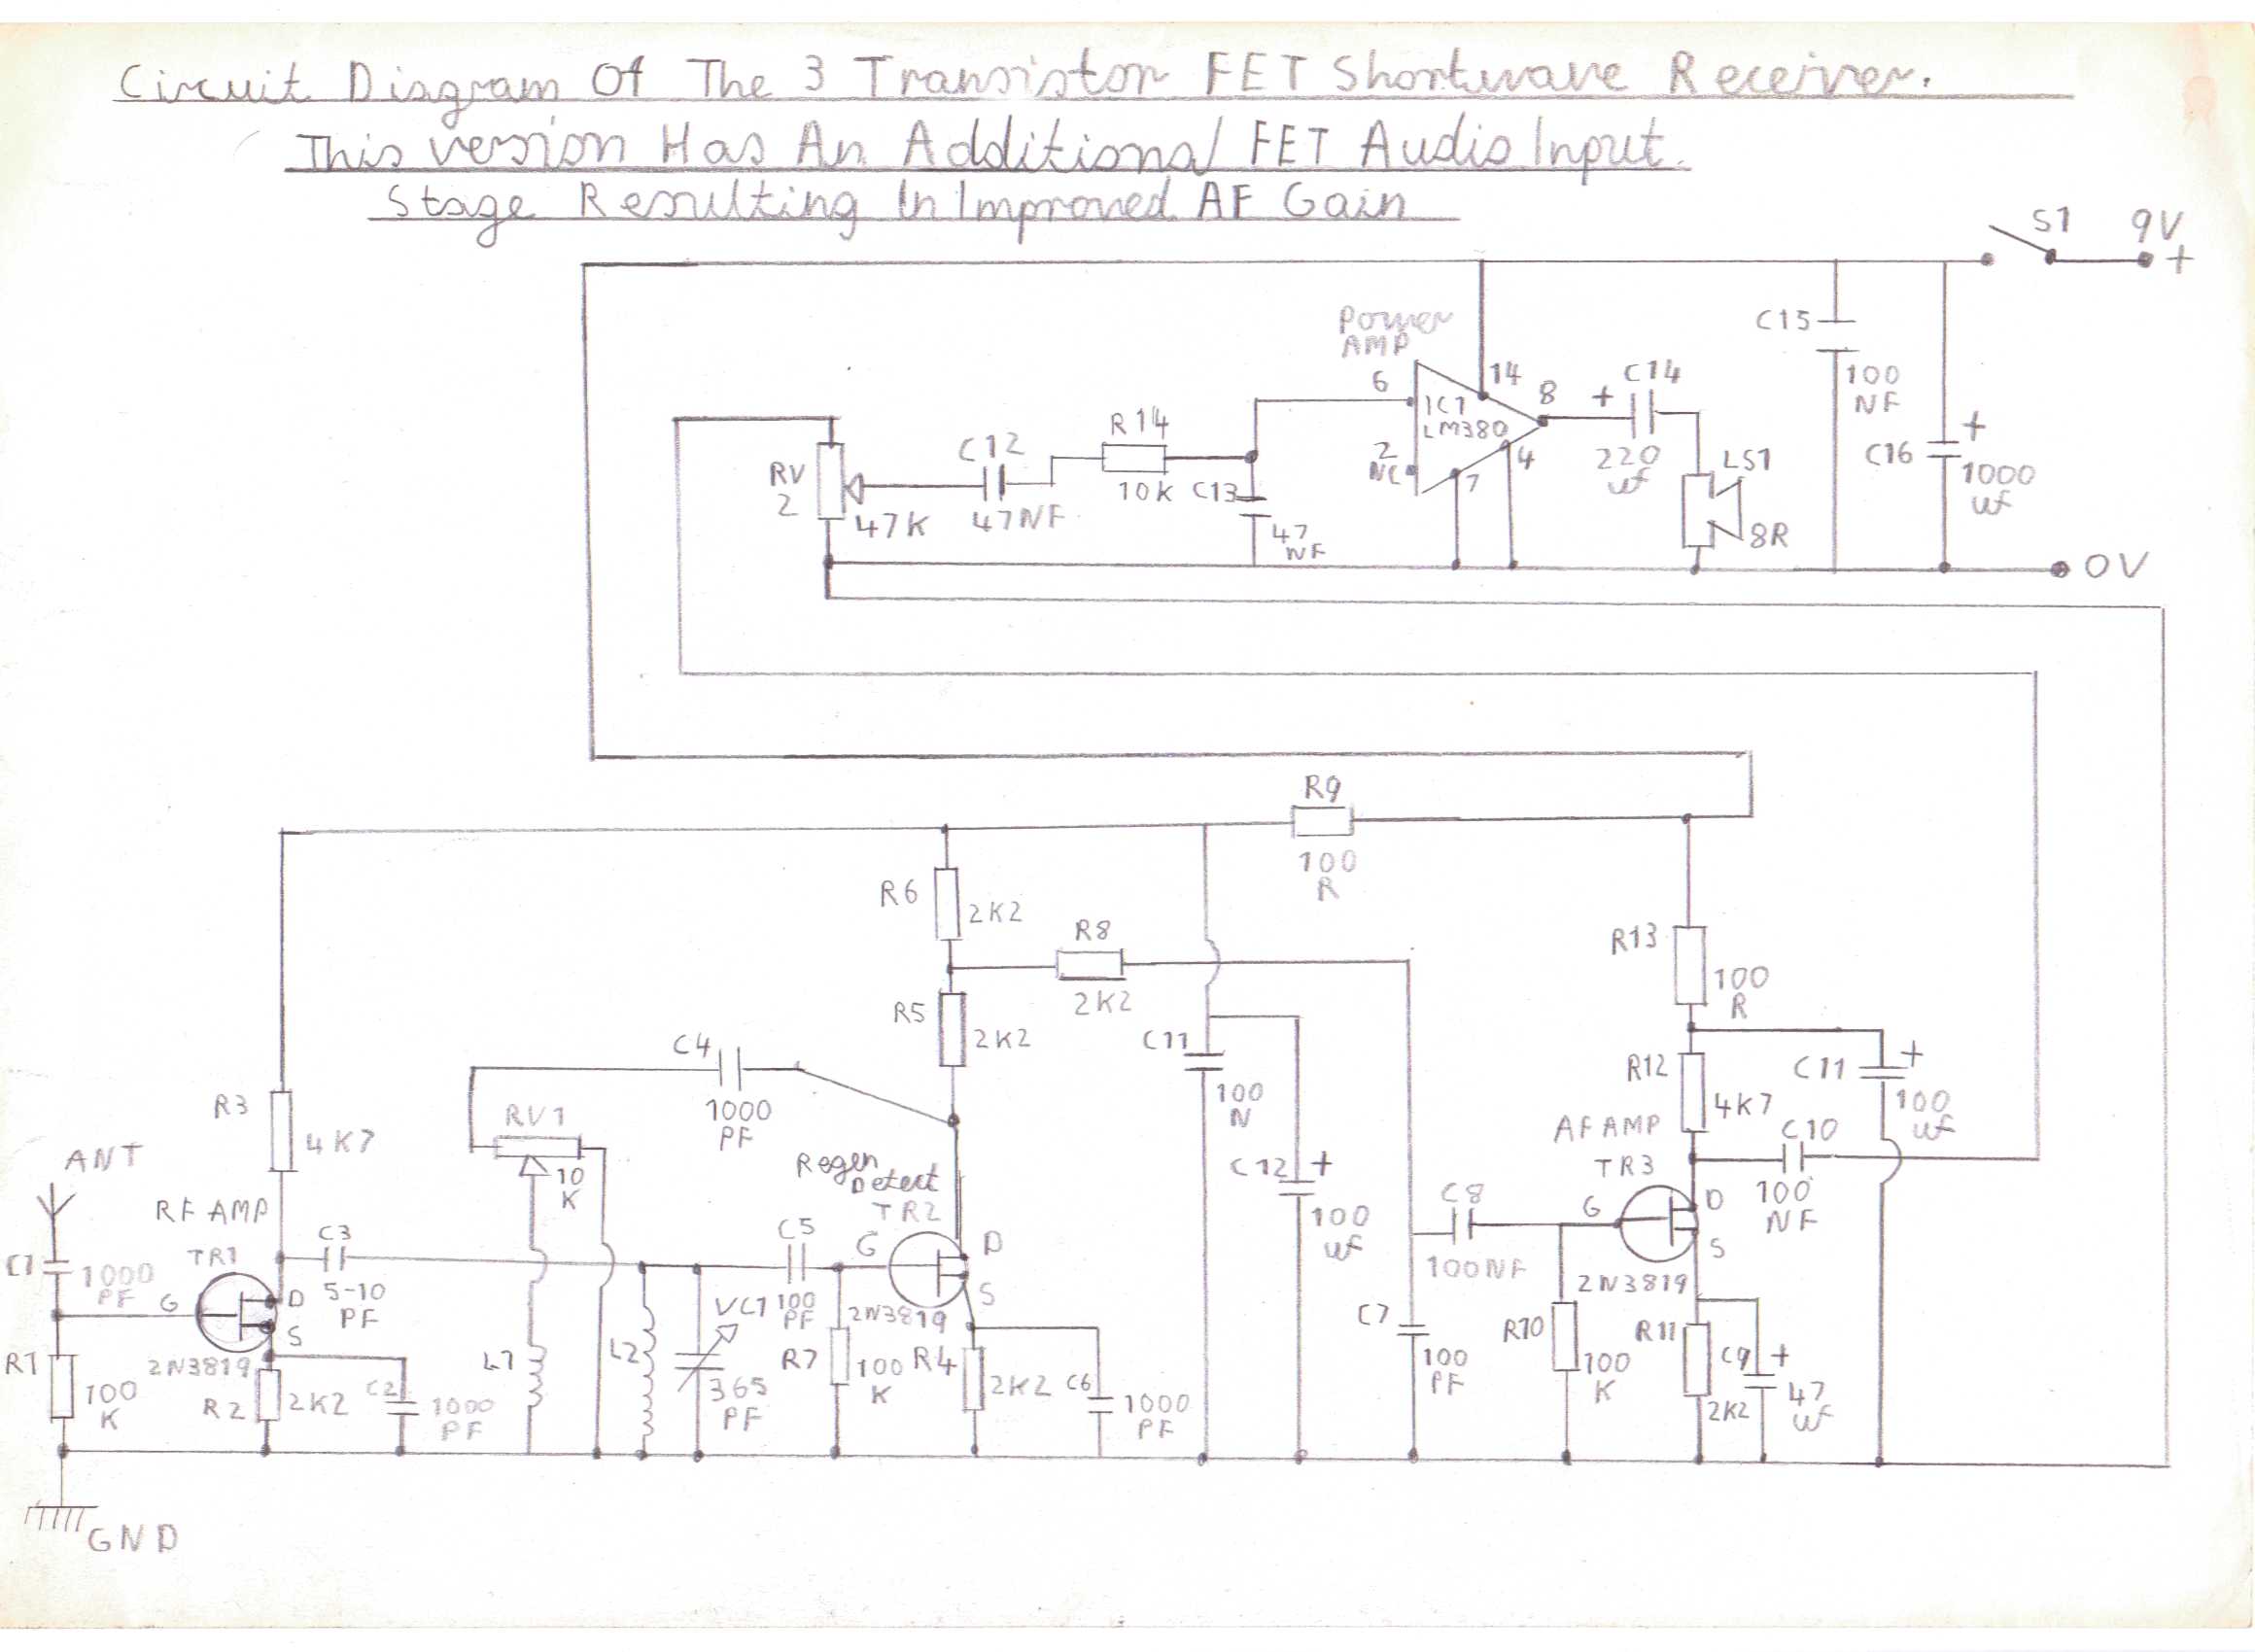 Circuit Diagram Of The 3 Transistor FET Shortwave Receiver.
This version Has An Additional FET Audio Input
Stage Resulting In Improved AF Gain
S1
9V
+
Power
AMP
C15
100
NF
C16
+
1000
uf
6
14
8
IC1
LM380
2
NC
7
4
+
C14
220
uf
LS1
8R
RV
2
47K
C12
47NF
R14
10K
C13
47
NF
0V
R9
100
R
R6
2K2
R8
2K2
R5
2K2
R13
100
R
R12
4K7
C11
+
100
uf
C10
100
NF
AF AMP
TR3
G
D
S
2N3819
C4
1000
PF
C11
100
N
C12
+
100
uf
R3
4K7
RV1
10
K
Regen
Detect
TR2
G
D
S
2N3819
ANT
RF AMP
TR1
C1
1000
PF
G
D
S
2N3819
C3
5-10
PF
C5
100
PF
VC1
365
PF
C8
100NF
C7
100
PF
R1
100
K
R2
2K2
C2
1000
PF
L1
L2
R7
100
K
R4
2K2
C6
1000
PF
R10
100
K
R11
2K2
C9
+
47
uf
GND